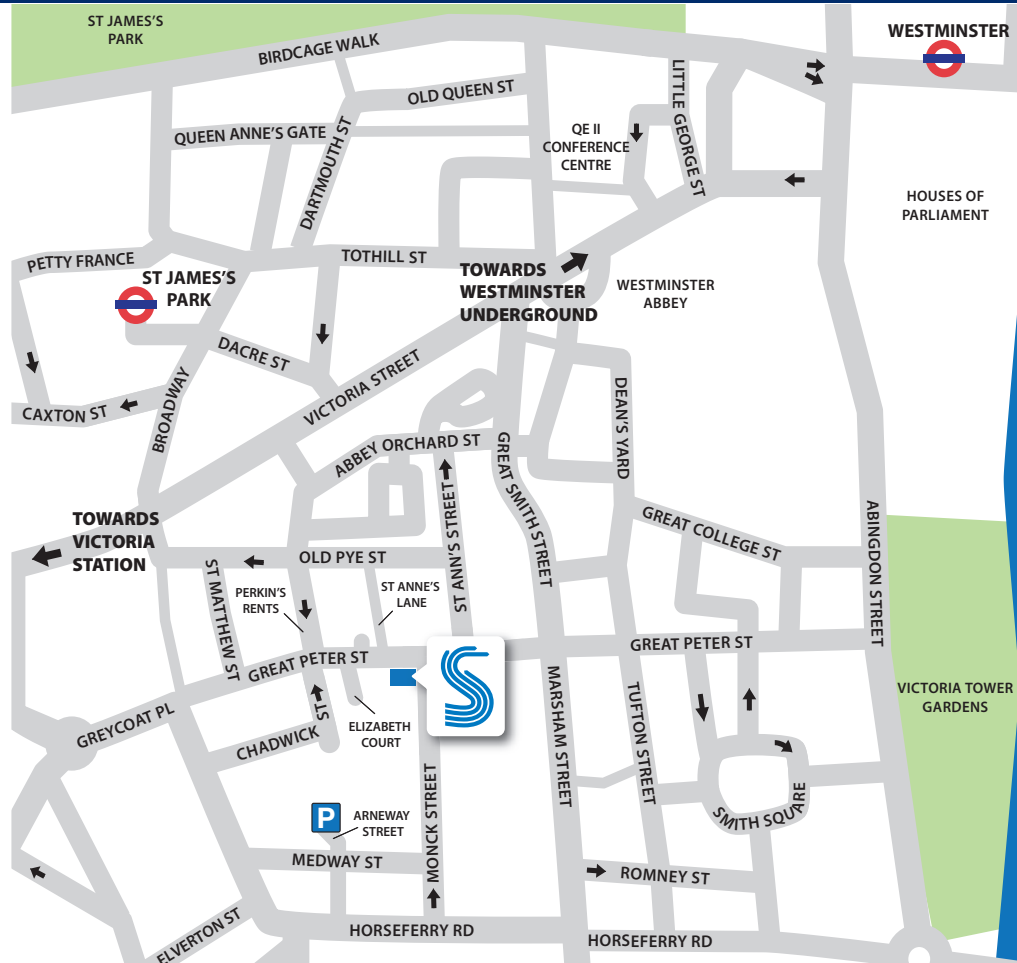 ST JAMES'S
PARK
BIRDCAGE WALK
WESTMINSTER
OLD QUEEN ST
LITTLE GEORGE ST
QUEEN ANNE'S GATE
QE II
CONFERENCE
CENTRE
DARTMOUTH ST
HOUSES OF
PARLIAMENT
PETTY FRANCE
TOTHILL ST
ST JAMES'S
PARK
TOWARDS
WESTMINSTER
UNDERGROUND
WESTMINSTER
ABBEY
DACRE ST
VICTORIA STREET
CAXTON ST
BROADWAY
DEAN'S YARD
ABBEY ORCHARD ST
GREAT SMITH STREET
TOWARDS
VICTORIA
STATION
ST ANN'S STREET
GREAT COLLEGE ST
ABINGDON STREET
OLD PYE ST
ST MATTHEW ST
PERKIN'S
RENTS
ST ANNE'S
LANE
GREAT PETER ST
GREAT PETER ST
VICTORIA TOWER
GARDENS
GREYCOAT PL
CHADWICK ST
ELIZABETH
COURT
MARSHAM STREET
TUFTON STREET
SMITH SQUARE
P
ARNEWAY
STREET
MONCK STREET
MEDWAY ST
ROMNEY ST
ELVERTON ST
HORSEFERRY RD
HORSEFERRY RD